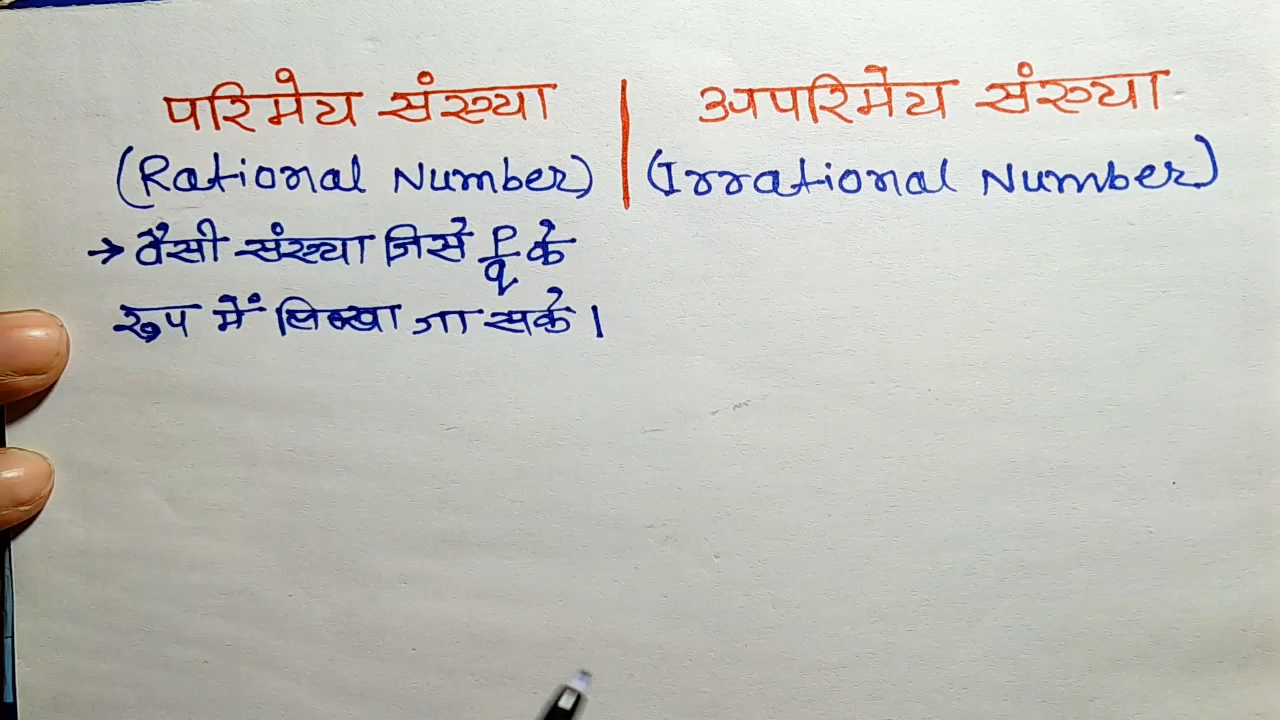 परिमेय संख्या | अपरिमेय संख्या
(Rational Number) | (Irrational Number)
→ वैसी संख्या जिसे p/q के
रूप में लिखा जा सके।